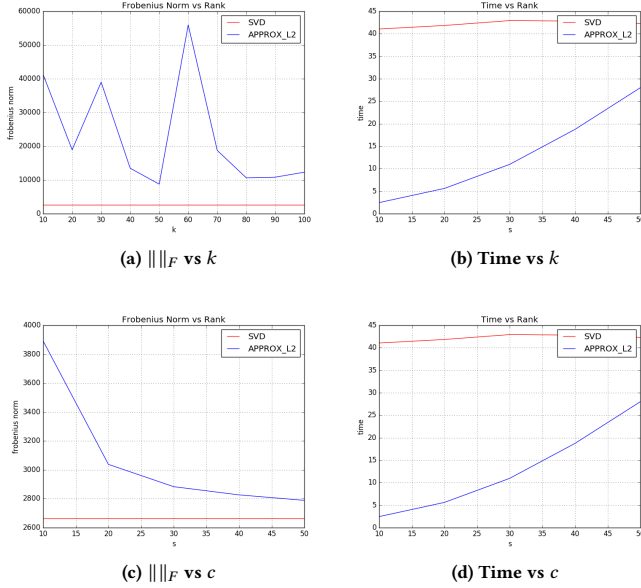 Frobenius Norm vs Rank
60000
50000
40000
30000
20000
10000
0
frobenius norm
10 20 30 40 50 60 70 80 90 100
k
SVD
APPROX_L2
(a) ‖ ‖F vs k
Time vs Rank
45
40
35
30
25
20
15
10
5
0
time
10 15 20 25 30 35 40 45 50
s
SVD
APPROX_L2
(b) Time vs k
Frobenius Norm vs Rank
4000
3800
3600
3400
3200
3000
2800
2600
frobenius norm
10 15 20 25 30 35 40 45 50
s
SVD
APPROX_L2
(c) ‖ ‖F vs c
Time vs Rank
45
40
35
30
25
20
15
10
5
0
time
10 15 20 25 30 35 40 45 50
s
SVD
APPROX_L2
(d) Time vs c